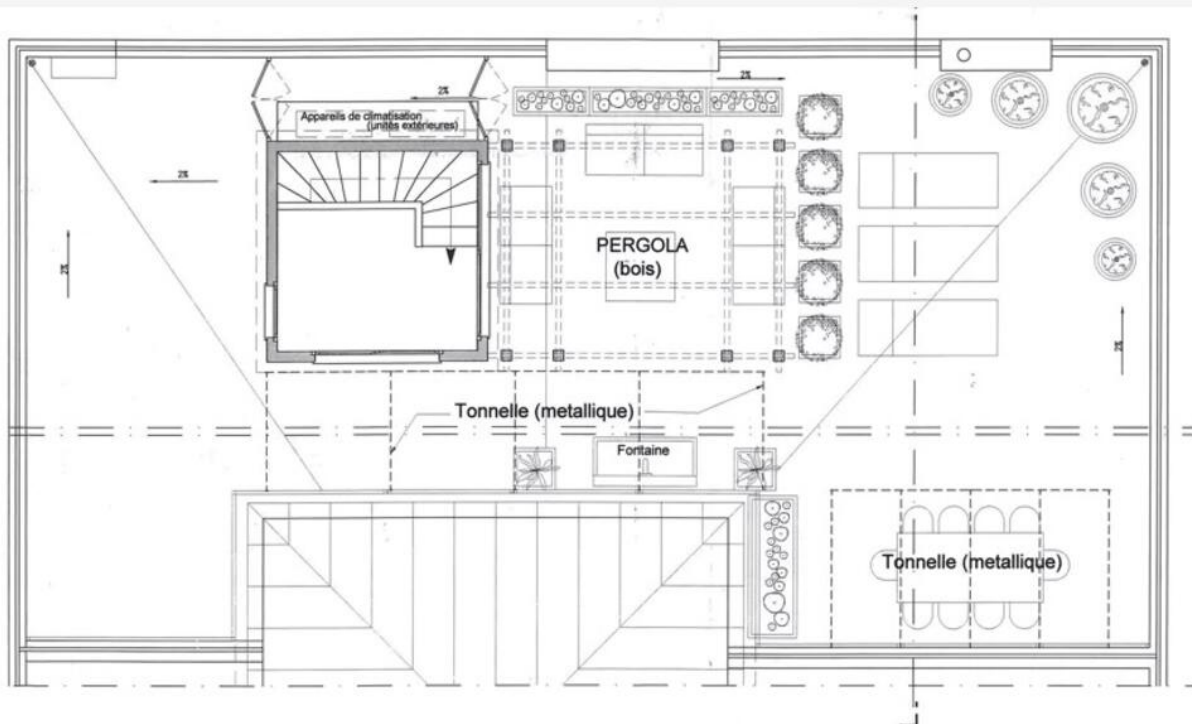 2%
2%
Appareils de climatisation
(unités extérieures)
2%
PERGOLA
(bois)
2%
2%
Tonnelle (metallique)
Fontaine
Tonnelle (metallique)